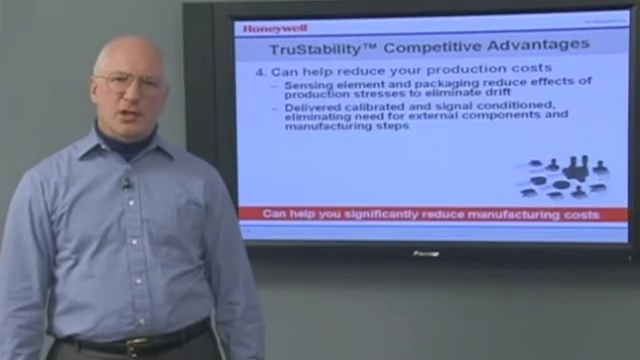 Honeywell
TruStability™ Competitive Advantages
4. Can help reduce your production costs
– Sensing element and packaging reduce effects of
production stresses to eliminate drift
– Delivered calibrated and signal conditioned,
eliminating need for external components and
manufacturing steps
Can help you significantly reduce manufacturing costs